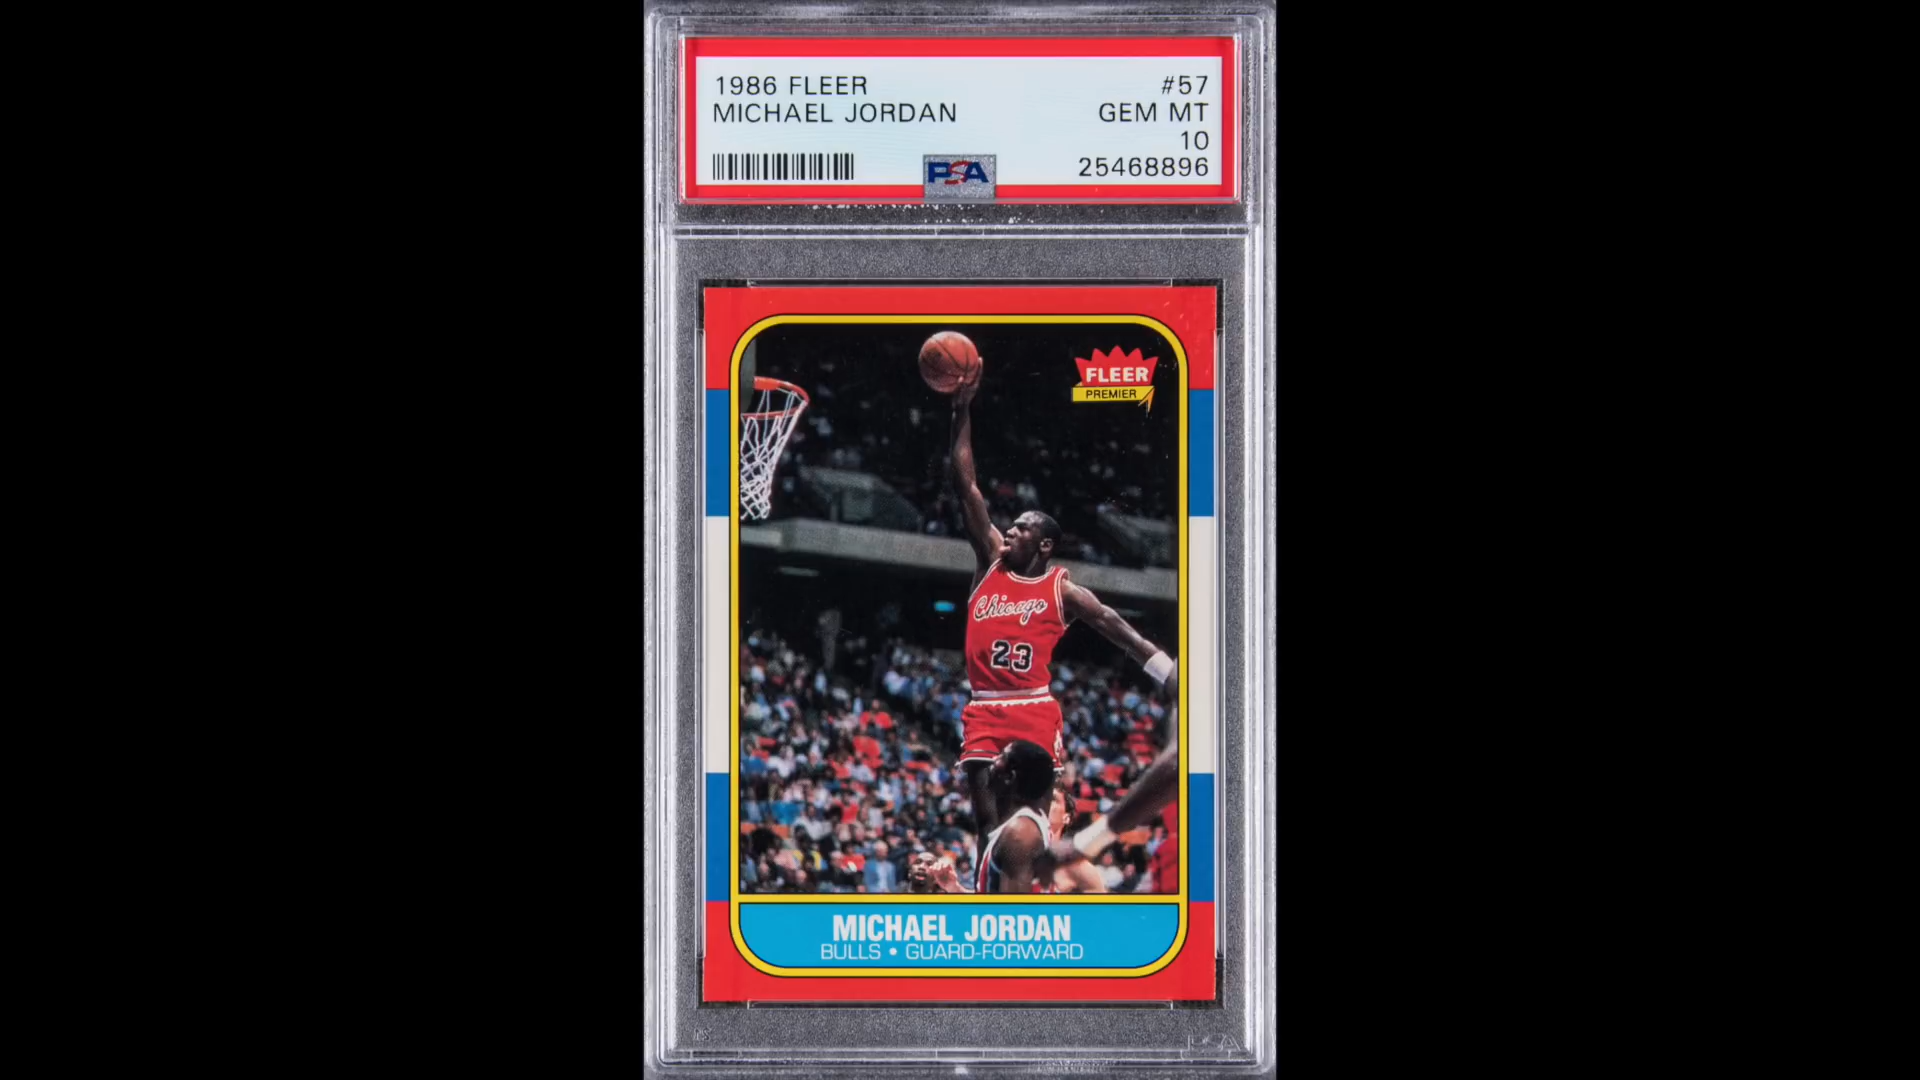 1986 FLEER #57
MICHAEL JORDAN GEM MT
10
PSA 25468896
FLEER
PREMIER
Chicago
23
MICHAEL JORDAN
BULLS • GUARD-FORWARD
PSA